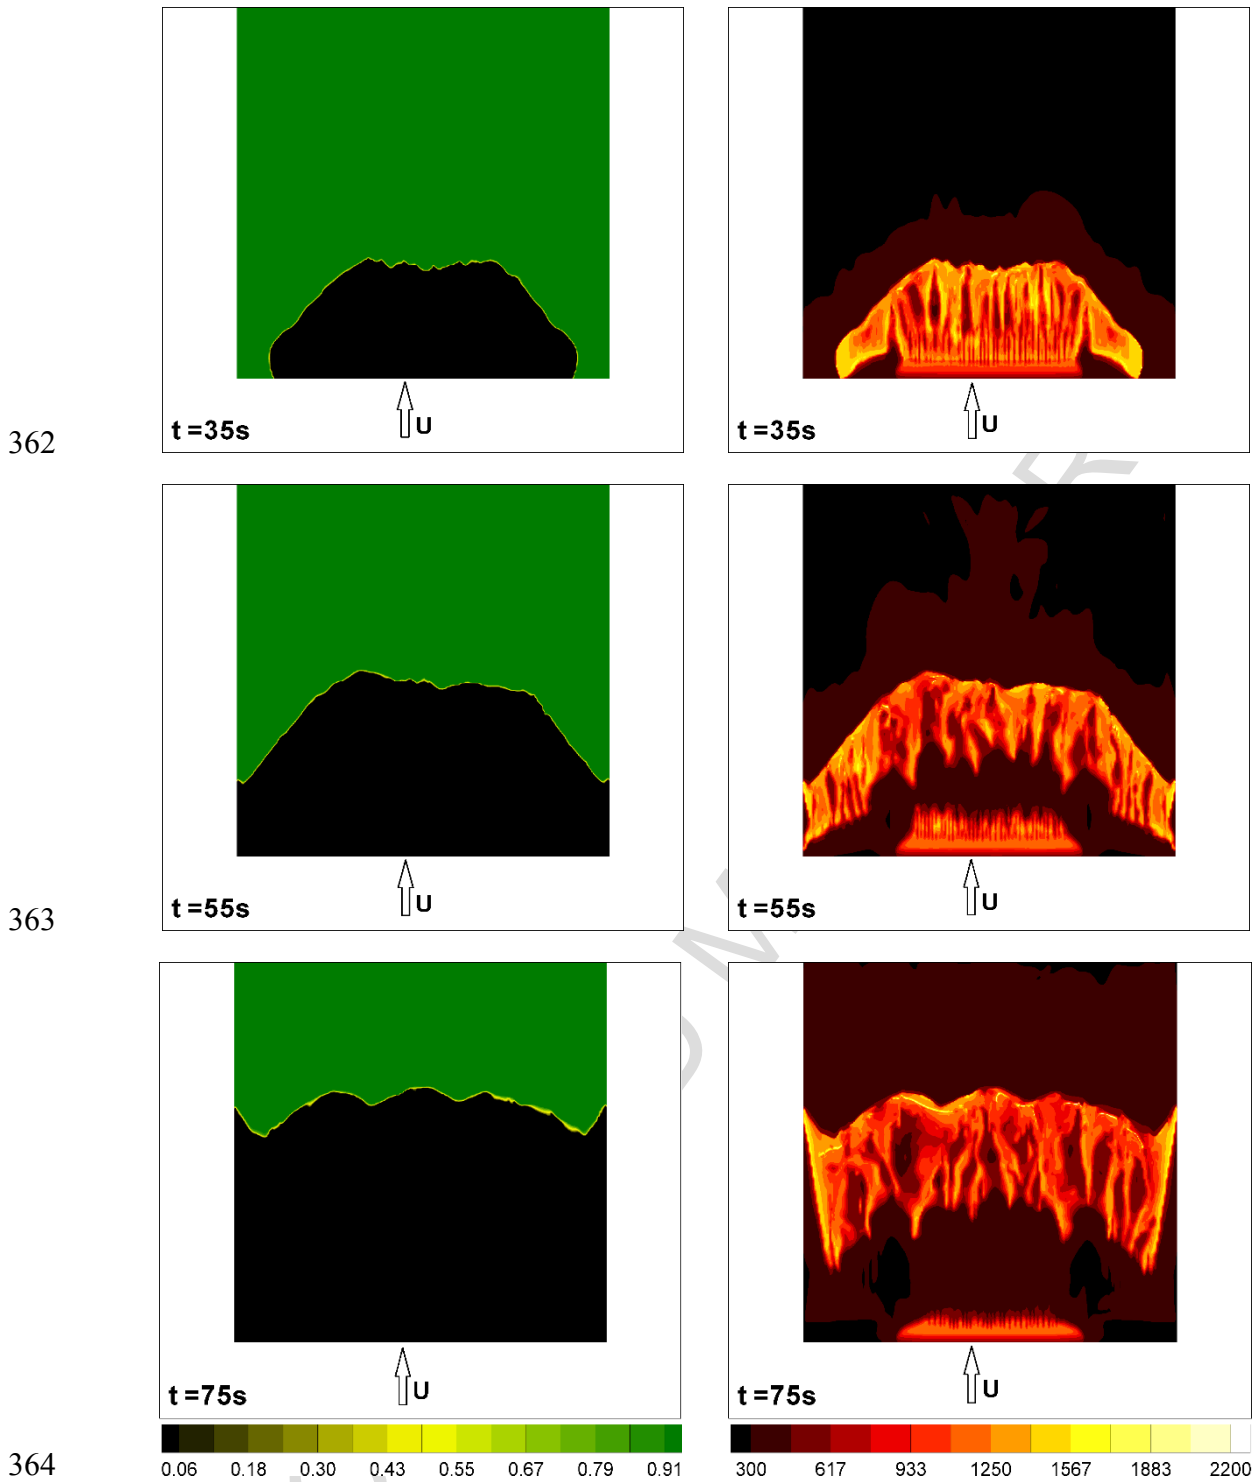 t =35s U
t =35s U
362
t =55s U
t =55s U
363
t =75s U
t =75s U
364
0.06 0.18 0.30 0.43 0.55 0.67 0.79 0.91
300 617 933 1250 1567 1883 2200